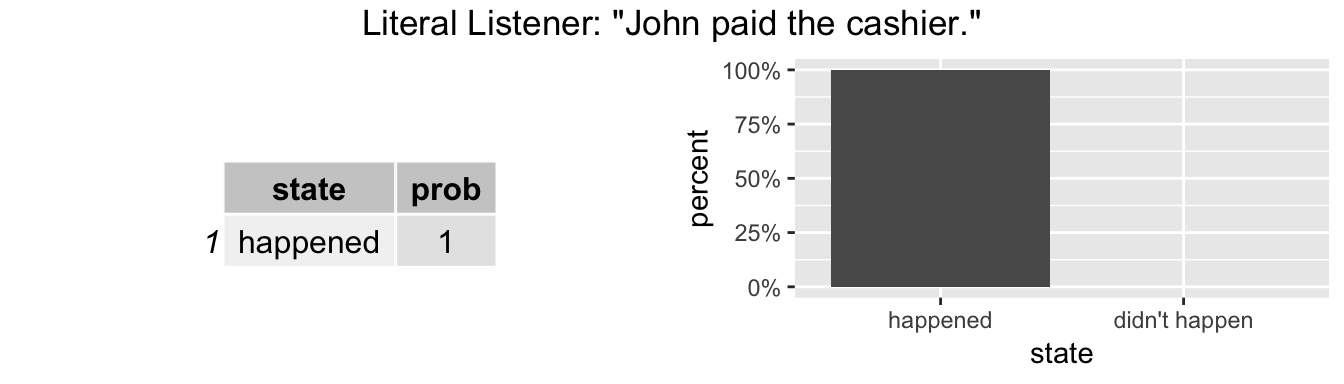 Literal Listener: "John paid the cashier."
state prob
1 happened 1
percent
100%
75%
50%
25%
0%
happened didn't happen
state